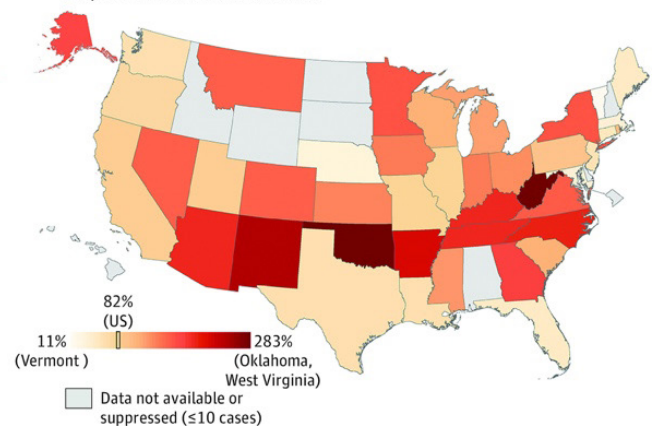 82%
(US)
11%
(Vermont )
283%
(Oklahoma,
West Virginia)
Data not available or
suppressed (≤10 cases)